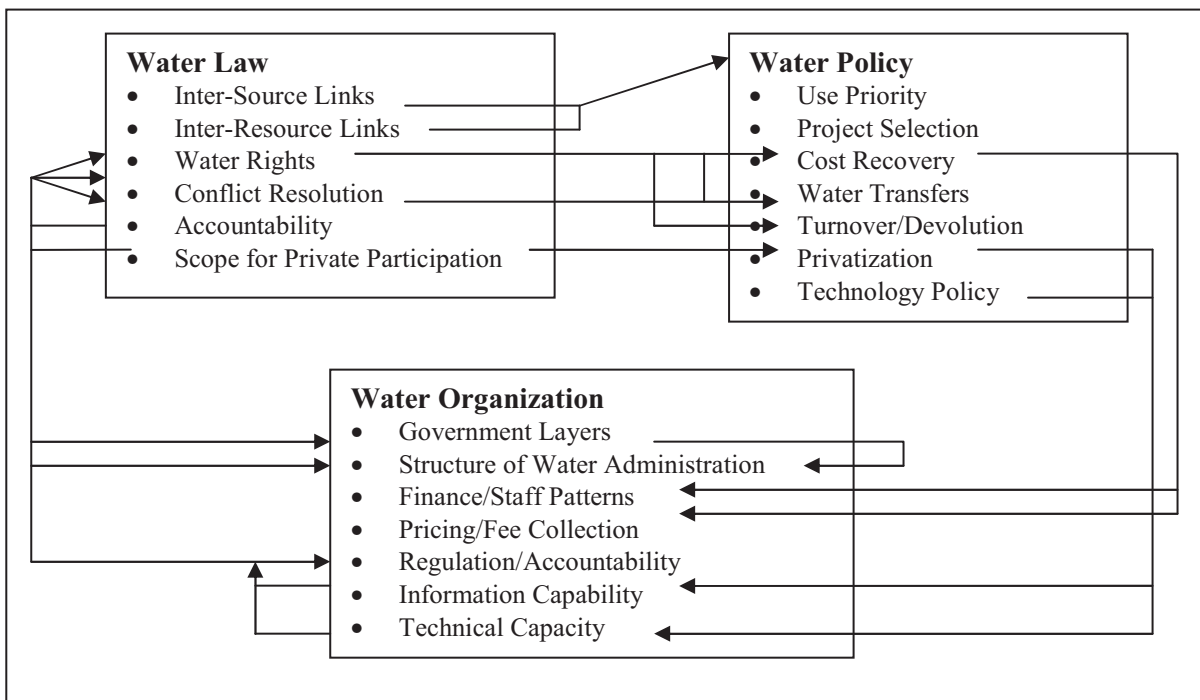 Water Law
• Inter-Source Links
• Inter-Resource Links
• Water Rights
• Conflict Resolution
• Accountability
• Scope for Private Participation
Water Policy
• Use Priority
• Project Selection
• Cost Recovery
• Water Transfers
• Turnover/Devolution
• Privatization
• Technology Policy
Water Organization
• Government Layers
• Structure of Water Administration
• Finance/Staff Patterns
• Pricing/Fee Collection
• Regulation/Accountability
• Information Capability
• Technical Capacity